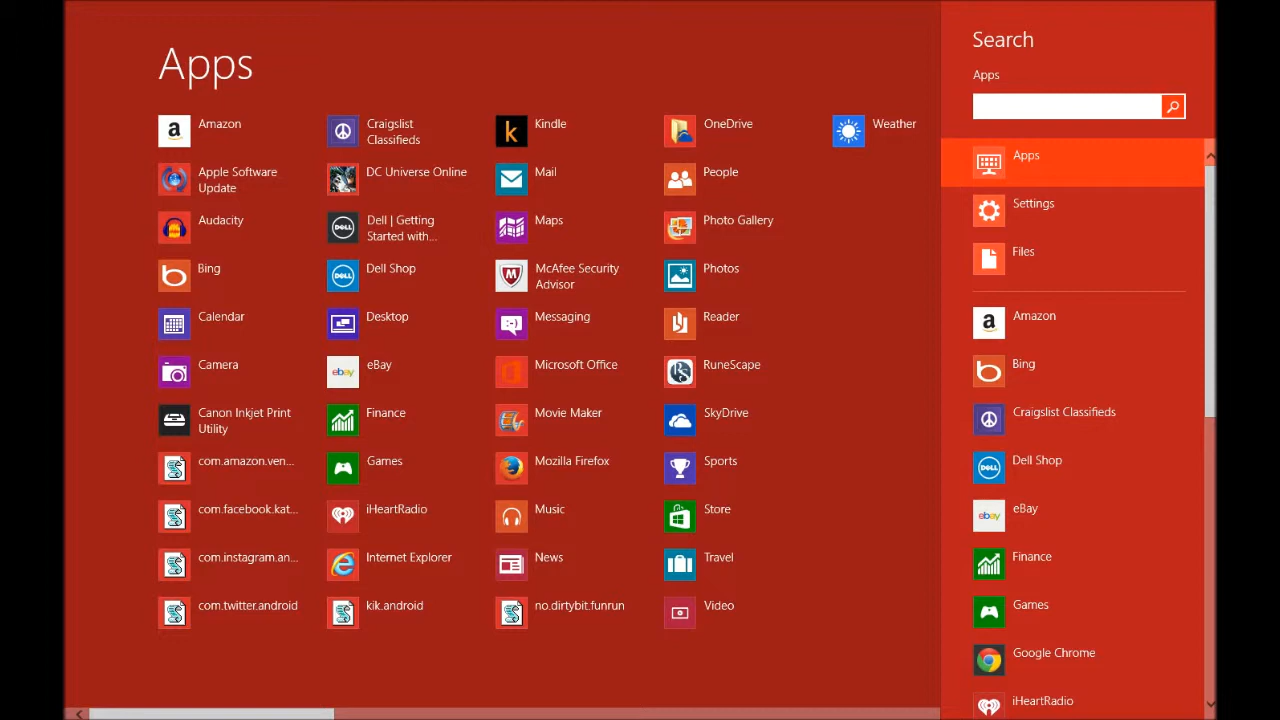 Apps
Amazon
Apple Software
Update
Audacity
Bing
Calendar
Camera
Canon Inkjet Print
Utility
com.amazon.ven...
com.facebook.kat...
com.instagram.an...
com.twitter.android
Craigslist
Classifieds
DC Universe Online
Dell | Getting
Started with...
Dell Shop
Desktop
eBay
Finance
Games
iHeartRadio
Internet Explorer
kik.android
Kindle
Mail
Maps
McAfee Security
Advisor
Messaging
Microsoft Office
Movie Maker
Mozilla Firefox
Music
News
no.dirtybit.funrun
OneDrive
People
Photo Gallery
Photos
Reader
RuneScape
SkyDrive
Sports
Store
Travel
Video
Weather
Search
Apps
Apps
Settings
Files
Amazon
Bing
Craigslist Classifieds
Dell Shop
eBay
Finance
Games
Google Chrome
iHeartRadio